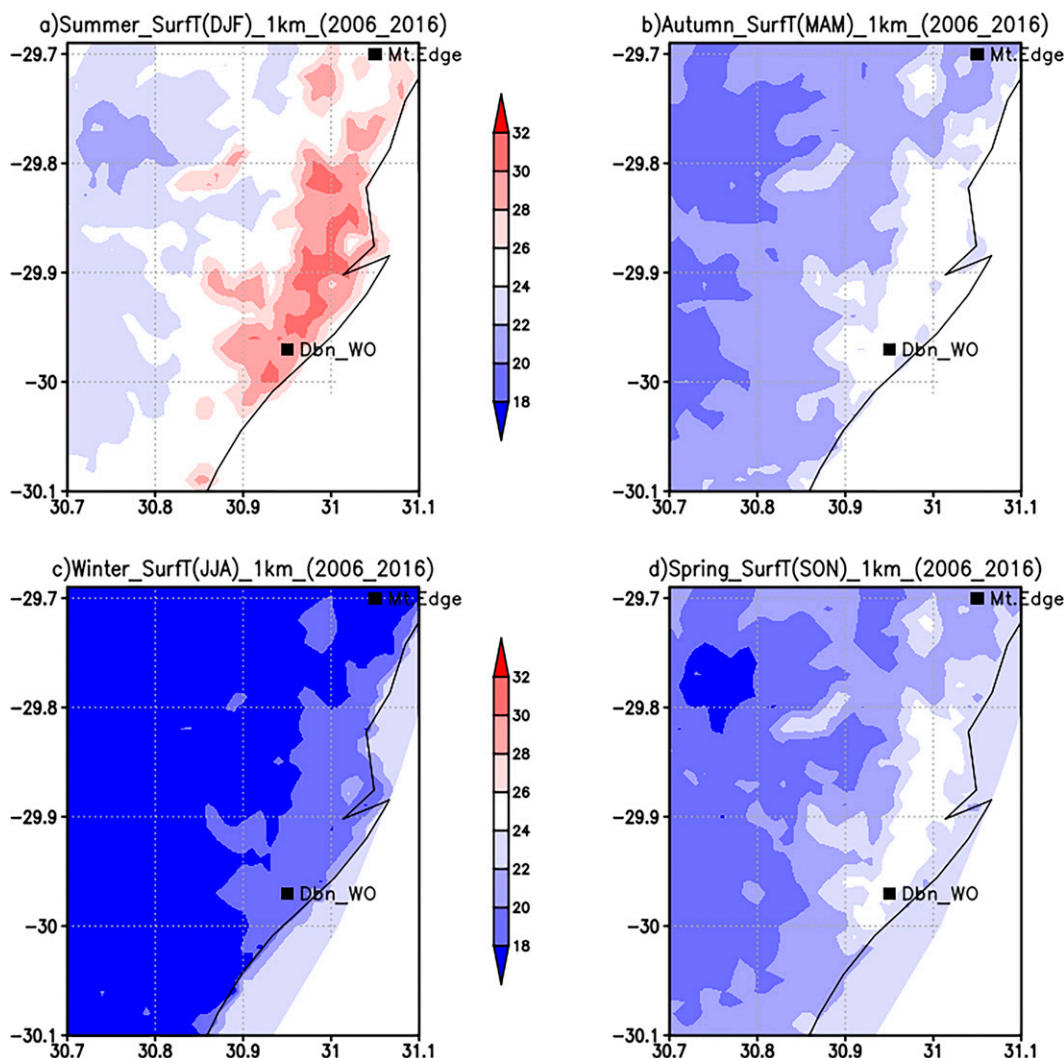 a)Summer_SurfT(DJF)_1km_(2006_2016)
b)Autumn_SurfT(MAM)_1km_(2006_2016)
-29.7
Mt.Edge
-29.8
-29.9
Dbn_WO
-30
-30.1
30.7 30.8 30.9 31 31.1
32
30
28
26
24
22
20
18
-29.7
Mt.Edge
-29.8
-29.9
Dbn_WO
-30
-30.1
30.7 30.8 30.9 31 31.1
c)Winter_SurfT(JJA)_1km_(2006_2016)
d)Spring_SurfT(SON)_1km_(2006_2016)
-29.7
Mt.Edge
-29.8
-29.9
Dbn_WO
-30
-30.1
30.7 30.8 30.9 31 31.1
32
30
28
26
24
22
20
18
-29.7
Mt.Edge
-29.8
-29.9
Dbn_WO
-30
-30.1
30.7 30.8 30.9 31 31.1